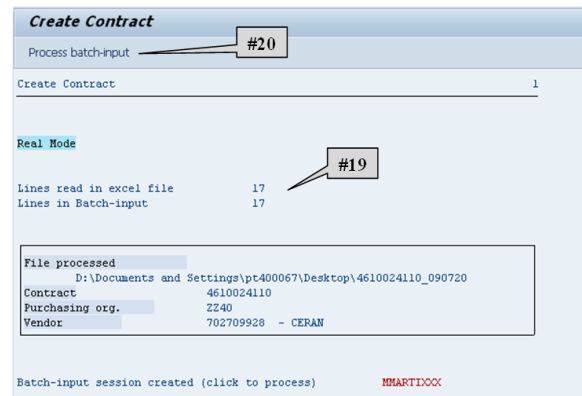 Create Contract
Process batch-input
#20
Create Contract 1
Real Mode
#19
Lines read in excel file 17
Lines in Batch-input 17
File processed
D:\Documents and Settings\pt400067\Desktop\4610024110_090720
Contract 4610024110
Purchasing org. ZZ40
Vendor 702709928 - CERAN
Batch-input session created (click to process) MMARTIXXX